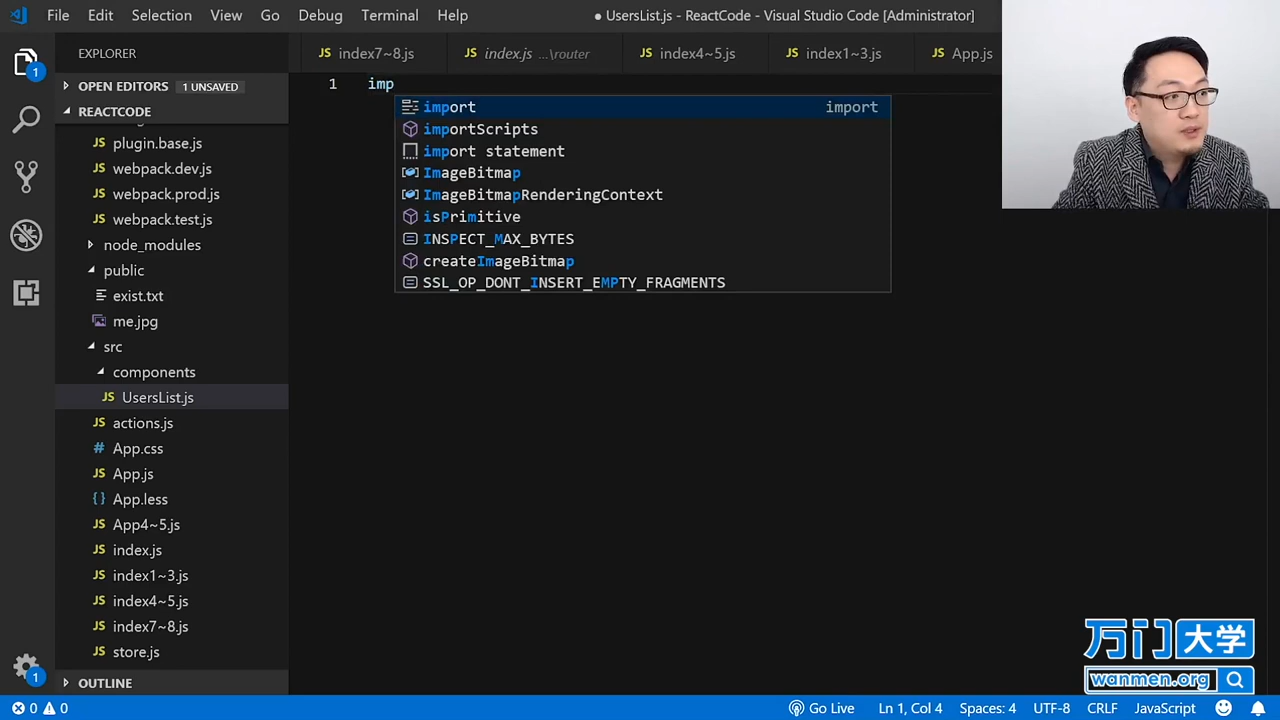 File Edit Selection View Go Debug Terminal Help
● UsersList.js - ReactCode - Visual Studio Code [Administrator]
EXPLORER
JS index7~8.js
JS index.js ...\router
JS index4~5.js
JS index1~3.js
JS App.js
1
OPEN EDITORS 1 UNSAVED
REACTCODE
JS plugin.base.js
JS webpack.dev.js
JS webpack.prod.js
JS webpack.test.js
node_modules
public
exist.txt
me.jpg
src
components
JS UsersList.js
JS actions.js
# App.css
JS App.js
{} App.less
JS App4~5.js
JS index.js
JS index1~3.js
JS index4~5.js
JS index7~8.js
JS store.js
OUTLINE
1
1 imp
import import
importScripts
import statement
ImageBitmap
ImageBitmapRenderingContext
isPrimitive
INSPECT_MAX_BYTES
createImageBitmap
SSL_OP_DONT_INSERT_EMPTY_FRAGMENTS
万门大学
wanmen.org
0 0
Go Live Ln 1, Col 4 Spaces: 4 UTF-8 CRLF JavaScript